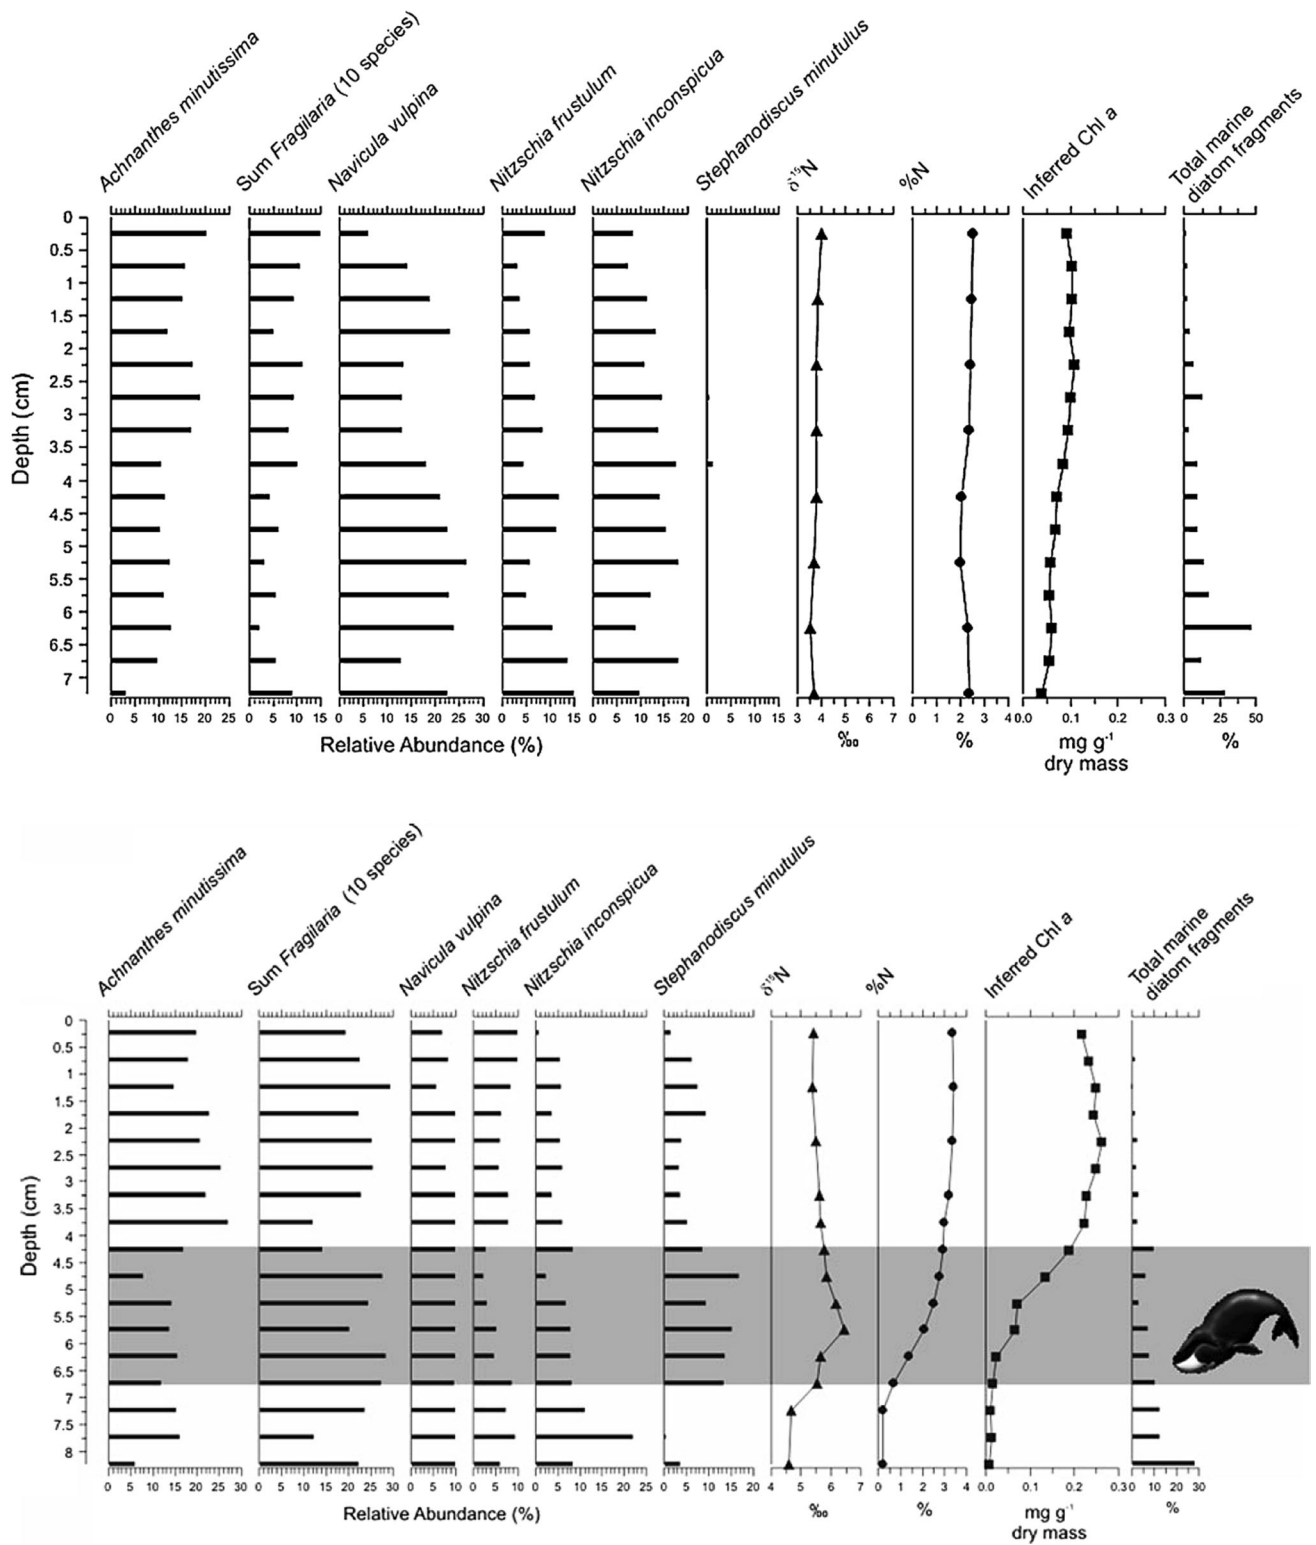 Achnanthes minutissima
Sum Fragilaria (10 species)
Navicula vulpina
Nitzschia frustulum
Nitzschia inconspicua
Stephanodiscus minutulus
δ¹⁵N
%N
Inferred Chl a
Total marine
diatom fragments
Depth (cm)
0
0.5
1
1.5
2
2.5
3
3.5
4
4.5
5
5.5
6
6.5
7
0 5 10 15 20 25
0 5 10 15
0 5 10 15 20 25 30
0 5 10 15
0 5 10 15 20
0 5 10 15
3 4 5 6 7
0 1 2 3 4
0.0 0.1 0.2 0.3
0 25 50
Relative Abundance (%)
‰
%
mg g⁻¹
dry mass
%
Achnanthes minutissima
Sum Fragilaria (10 species)
Navicula vulpina
Nitzschia frustulum
Nitzschia inconspicua
Stephanodiscus minutulus
δ¹⁵N
%N
Inferred Chl a
Total marine
diatom fragments
Depth (cm)
0
0.5
1
1.5
2
2.5
3
3.5
4
4.5
5
5.5
6
6.5
7
7.5
8
0 5 10 15 20 25 30
0 5 10 15 20 25 30
0 5 10
0 5 10
0 5 10 15 20 25
0 5 10 15 20
4 5 6 7
0 1 2 3 4
0.0 0.1 0.2 0.3
0 10 20 30
Relative Abundance (%)
‰
%
mg g⁻¹
dry mass
%